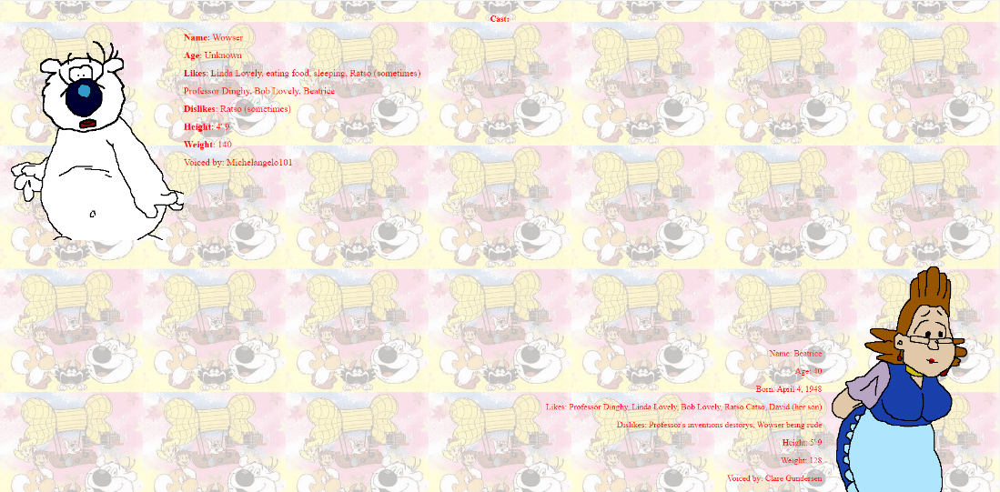 Cast:
Name: Wowser
Age: Unknown
Likes: Linda Lovely, eating food, sleeping, Ratso (sometimes)
Professor Dinghy, Bob Lovely, Beatrice
Dislikes: Ratso (sometimes)
Height: 4' 9
Weight: 140
Voiced by: Michelangelo101
Name: Beatrice
Age: 40
Born: April 4, 1948
Likes: Professor Dinghy, Linda Lovely, Bob Lovely, Ratso Catso, David (her son)
Dislikes: Professor's inventions destorys, Wowser being rude
Height: 5' 9
Weight: 128
Voiced by: Clare Gundersen